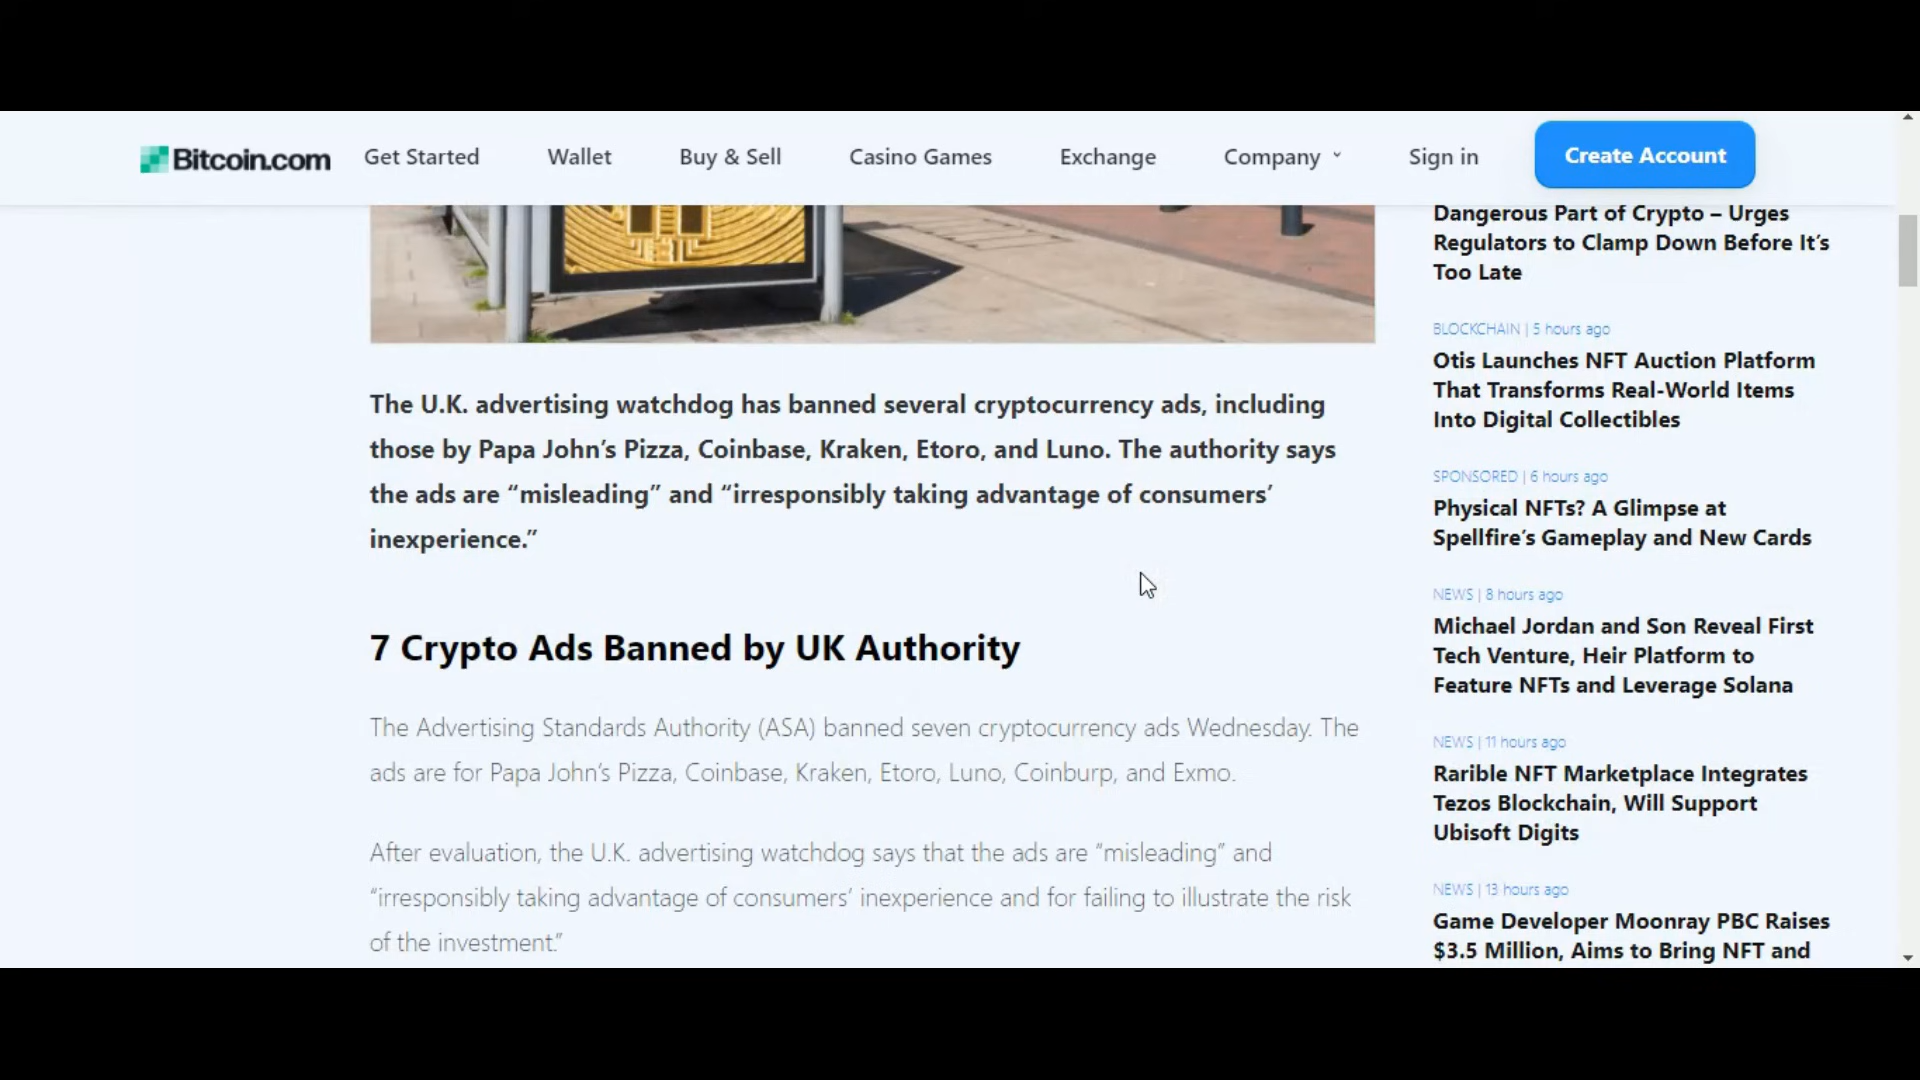 Bitcoin.com
Get Started
Wallet
Buy & Sell
Casino Games
Exchange
Company
Sign in
Create Account
The U.K. advertising watchdog has banned several cryptocurrency ads, including
those by Papa John’s Pizza, Coinbase, Kraken, Etoro, and Luno. The authority says
the ads are “misleading” and “irresponsibly taking advantage of consumers’
inexperience.”
7 Crypto Ads Banned by UK Authority
The Advertising Standards Authority (ASA) banned seven cryptocurrency ads Wednesday. The
ads are for Papa John’s Pizza, Coinbase, Kraken, Etoro, Luno, Coinburp, and Exmo.
After evaluation, the U.K. advertising watchdog says that the ads are “misleading” and
“irresponsibly taking advantage of consumers’ inexperience and for failing to illustrate the risk
of the investment.”
Dangerous Part of Crypto – Urges
Regulators to Clamp Down Before It’s
Too Late
BLOCKCHAIN | 5 hours ago
Otis Launches NFT Auction Platform
That Transforms Real-World Items
Into Digital Collectibles
SPONSORED | 6 hours ago
Physical NFTs? A Glimpse at
Spellfire’s Gameplay and New Cards
NEWS | 8 hours ago
Michael Jordan and Son Reveal First
Tech Venture, Heir Platform to
Feature NFTs and Leverage Solana
NEWS | 11 hours ago
Rarible NFT Marketplace Integrates
Tezos Blockchain, Will Support
Ubisoft Digits
NEWS | 13 hours ago
Game Developer Moonray PBC Raises
$3.5 Million, Aims to Bring NFT and